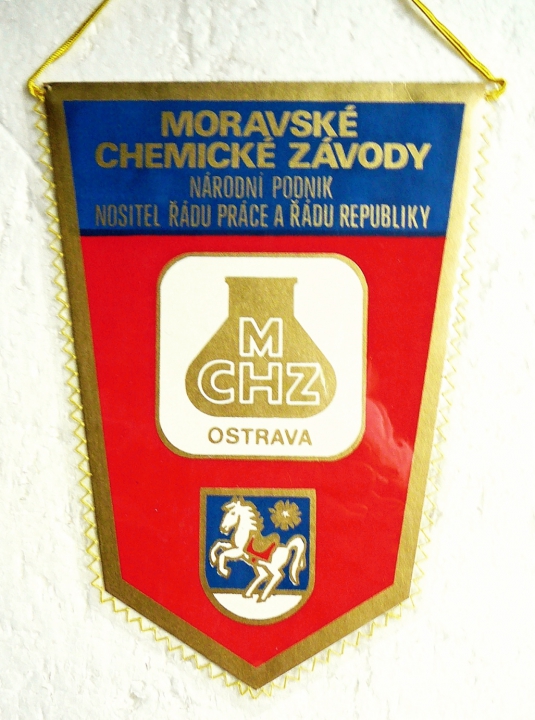 MORAVSKÉ
CHEMICKÉ ZÁVODY
NÁRODNÍ PODNIK
NOSITEL ŘÁDU PRÁCE A ŘÁDU REPUBLIKY
M
CHZ
OSTRAVA